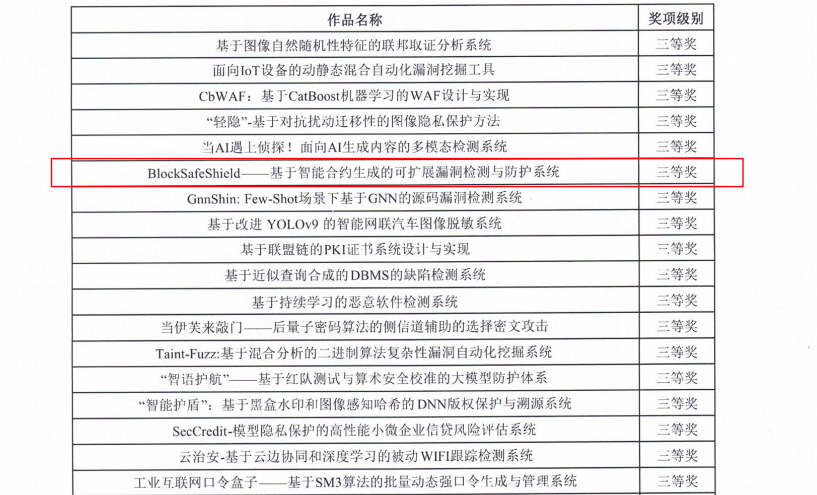 作品名称 奖项级别
基于图像自然随机性特征的联邦取证分析系统 三等奖
面向IoT设备的动静态混合自动化漏洞挖掘工具 三等奖
CbWAF：基于CatBoost机器学习的WAF设计与实现 三等奖
“轻隐”-基于对抗扰动迁移性的图像隐私保护方法 三等奖
当AI遇上侦探！面向AI生成内容的多模态检测系统 三等奖
BlockSafeShield——基于智能合约生成的可扩展漏洞检测与防护系统 三等奖
GnnShin: Few-Shot场景下基于GNN的源码漏洞检测系统 三等奖
基于改进 YOLOv9 的智能网联汽车图像脱敏系统 三等奖
基于联盟链的PKI证书系统设计与实现 三等奖
基于近似查询合成的DBMS的缺陷检测系统 三等奖
基于持续学习的恶意软件检测系统 三等奖
当伊芙来敲门——后量子密码算法的侧信道辅助的选择密文攻击 三等奖
Taint-Fuzz:基于混合分析的二进制算法复杂性漏洞自动化挖掘系统 三等奖
“智语护航”——基于红队测试与算术安全校准的大模型防护体系 三等奖
“智能护盾”：基于黑盒水印和图像感知哈希的DNN版权保护与溯源系统 三等奖
SecCredit-模型隐私保护的高性能小微企业信贷风险评估系统 三等奖
云治安-基于云边协同和深度学习的被动WIFI跟踪检测系统 三等奖
工业互联网口令盒子——基于SM3算法的批量动态强口令生成与管理系统 三等奖